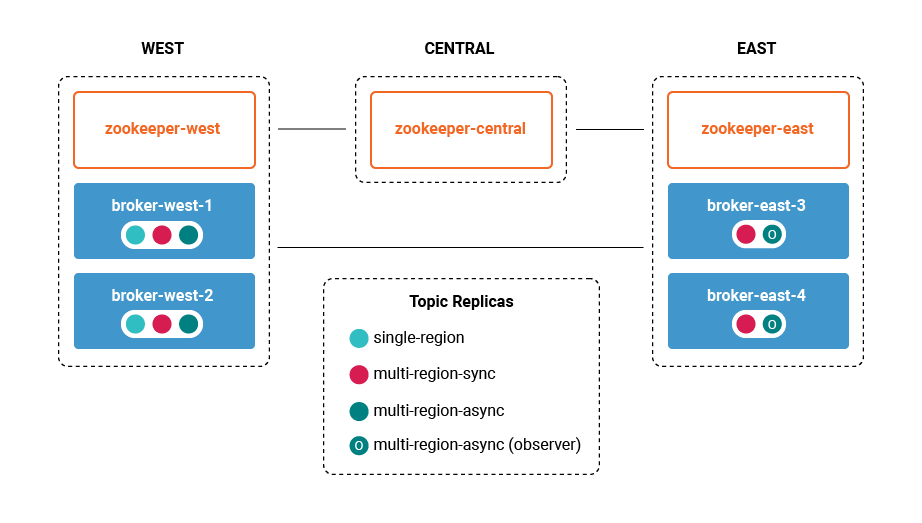 WEST
CENTRAL
EAST
zookeeper-west
zookeeper-central
zookeeper-east
broker-west-1
broker-east-3
O
broker-west-2
broker-east-4
O
Topic Replicas
single-region
multi-region-sync
multi-region-async
O multi-region-async (observer)